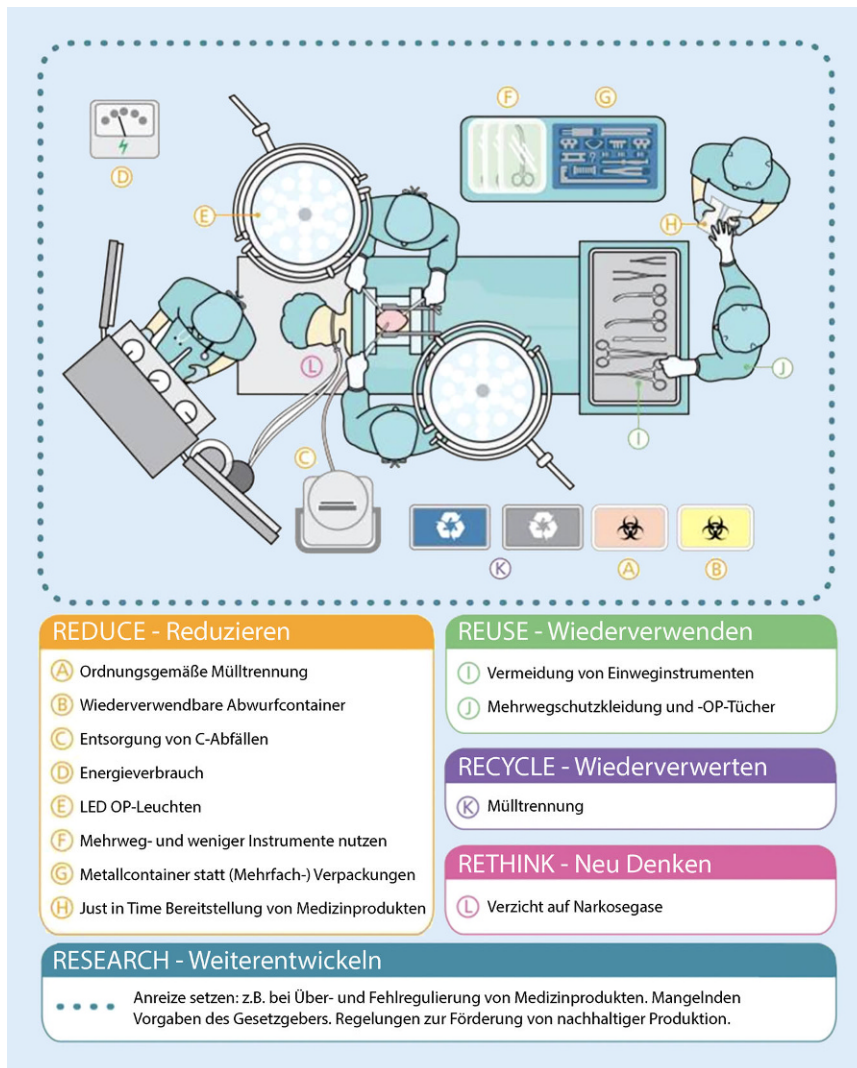 F
G
D
E
H
L
J
I
C
K
A
B
REDUCE - Reduzieren
A Ordnungsgemäße Mülltrennung
B Wiederverwendbare Abwurfcontainer
C Entsorgung von C-Abfällen
D Energieverbrauch
E LED OP-Leuchten
F Mehrweg- und weniger Instrumente nutzen
G Metallcontainer statt (Mehrfach-) Verpackungen
H Just in Time Bereitstellung von Medizinprodukten
REUSE - Wiederverwenden
I Vermeidung von Einweginstrumenten
J Mehrwegschutzkleidung und -OP-Tücher
RECYCLE - Wiederverwerten
K Mülltrennung
RETHINK - Neu Denken
L Verzicht auf Narkosegase
RESEARCH - Weiterentwickeln
Anreize setzen: z.B. bei Über- und Fehlregulierung von Medizinprodukten. Mangelnden
Vorgaben des Gesetzgebers. Regelungen zur Förderung von nachhaltiger Produktion.